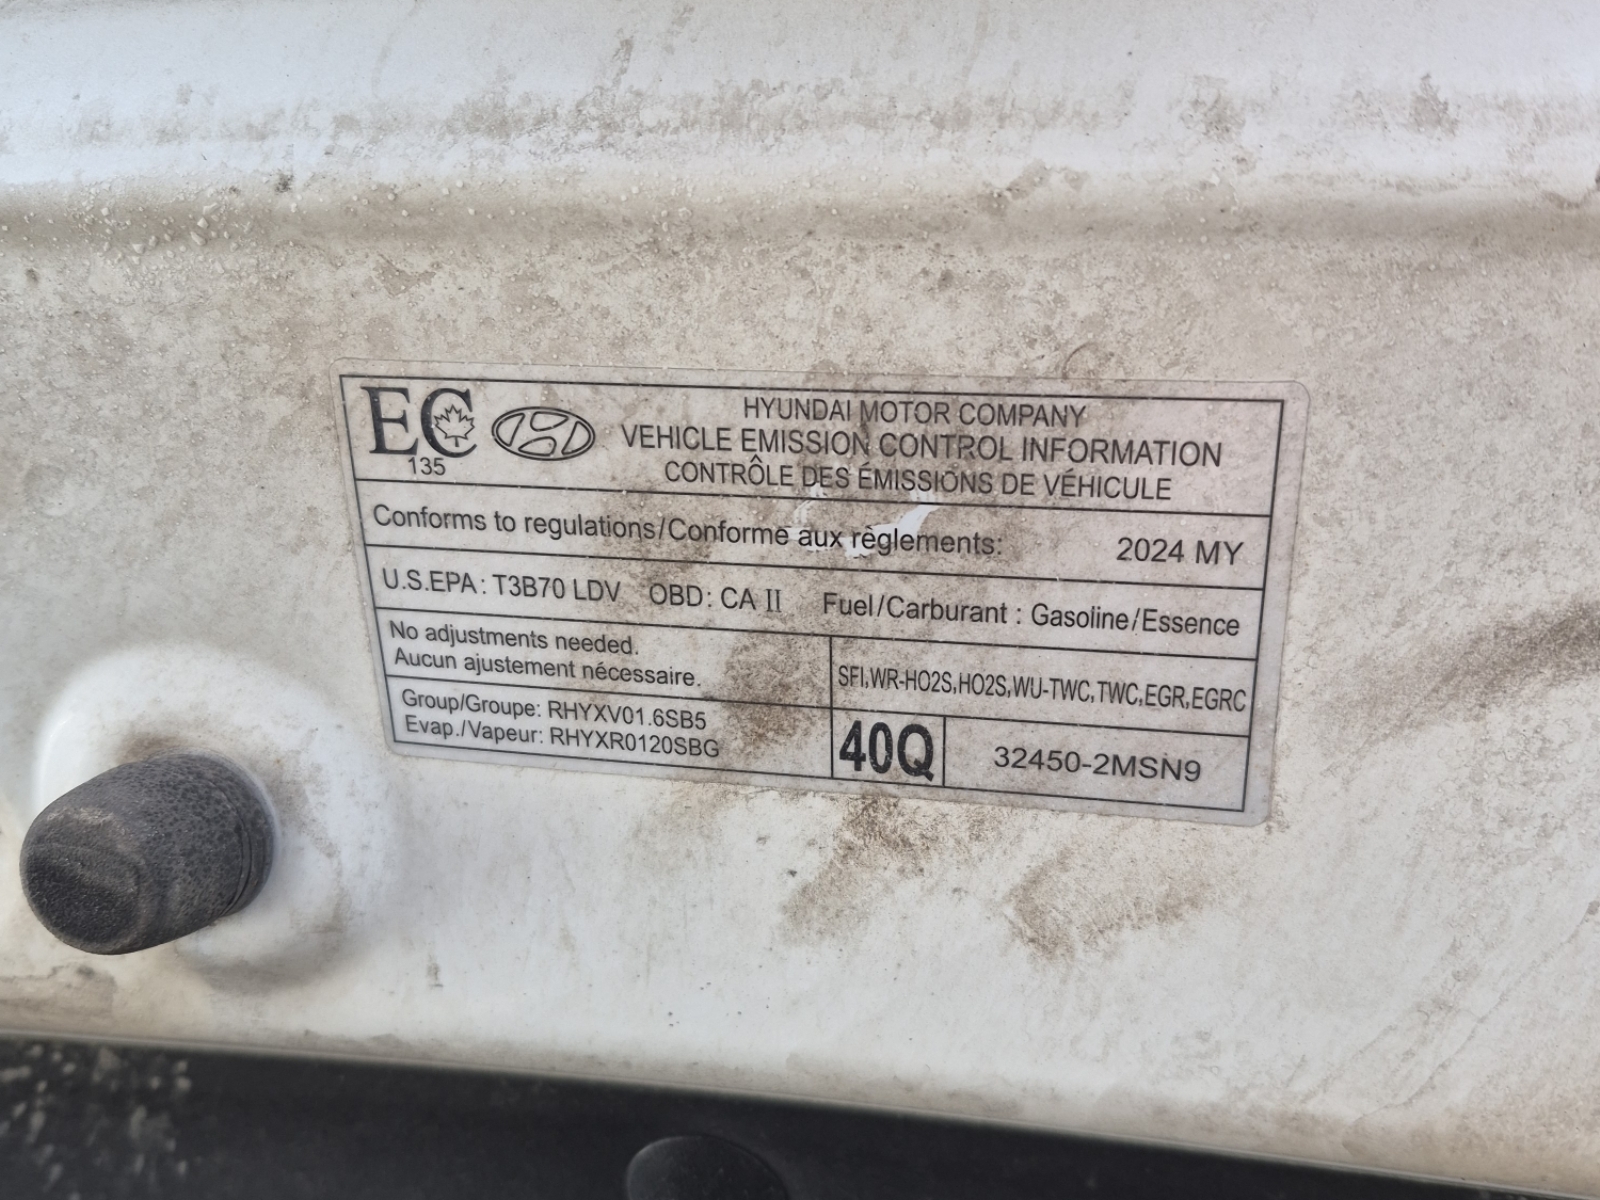 EC
135
HYUNDAI MOTOR COMPANY
VEHICLE EMISSION CONTROL INFORMATION
CONTRÔLE DES ÉMISSIONS DE VÉHICULE
Conforms to regulations/Conforme aux règlements: 2024 MY
U.S.EPA : T3B70 LDV OBD: CA II Fuel/Carburant : Gasoline/Essence
No adjustments needed.
Aucun ajustement nécessaire.
SFI,WR-HO2S,HO2S,WU-TWC,TWC,EGR,EGRC
Group/Groupe: RHYXV01.6SB5
Evap./Vapeur: RHYXR0120SBG
40Q 32450-2MSN9